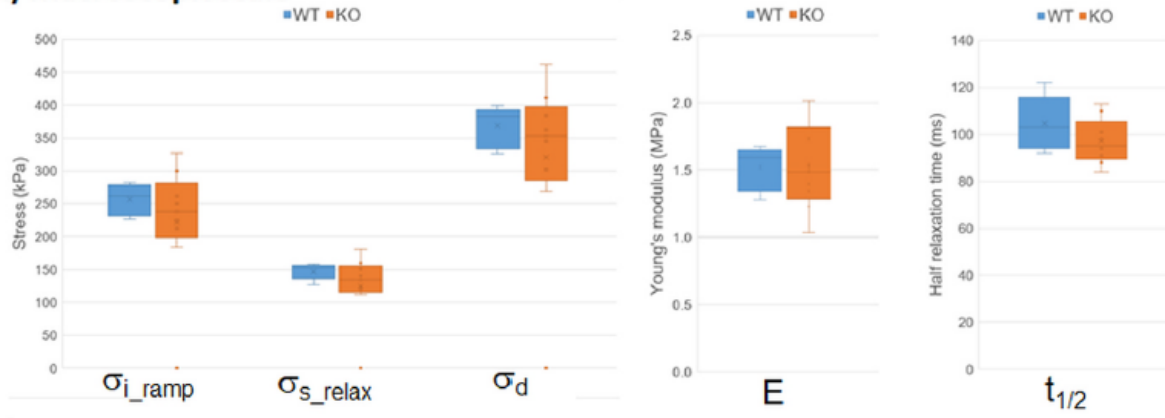 WT KO
500
450
400
350
300
250
200
150
100
50
0
Stress (kPa)
σi_ramp σs_relax σd
WT KO
2.5
2.0
1.5
1.0
0.5
0.0
Young's modulus (MPa)
E
WT KO
140
120
100
80
60
40
20
0
Half relaxation time (ms)
t1/2